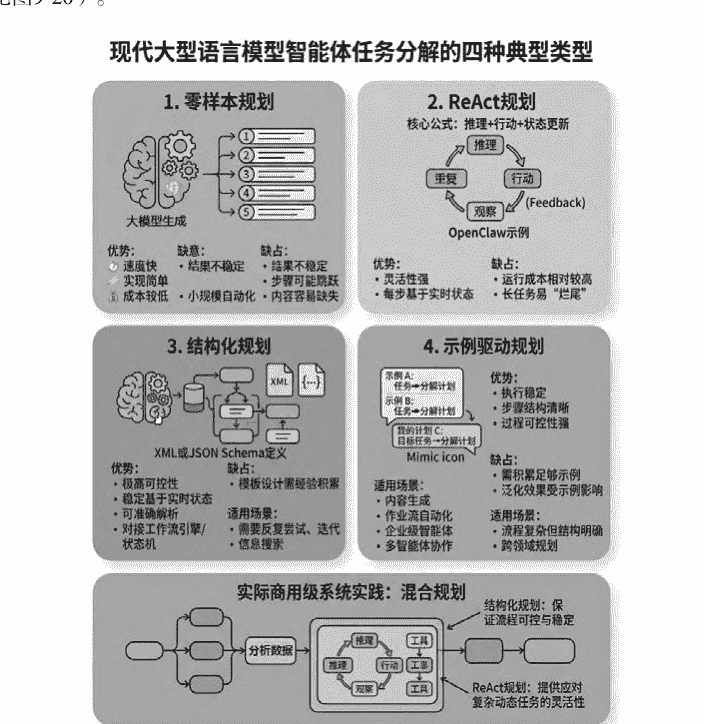 现代大型语言模型智能体任务分解的四种典型类型
1. 零样本规划
1
2
3
4
5
大模型生成
优势：
速度快
实现简单
成本较低
缺意：
·结果不稳定
·小规模自动化
缺占：
·结果不稳定
·步骤可能跳跃
·内容容易缺失
2. ReAct规划
核心公式：推理+行动+状态更新
推理
重复
行动
观察
(Feedback)
OpenClaw示例
优势：
·灵活性强
·每步基于实时状态
缺占：
·运行成本相对较高
·长任务易“烂尾”
3. 结构化规划
XML
{...}
XML或JSON Schema定义
优势：
·极高可控性
·稳定基于实时状态
·可准确解析
·对接工作流引擎/
状态机
缺占：
·模板设计需经验积累
适用场景：
·需要反复尝试、迭代
·信息搜索
4. 示例驱动规划
示例 A:
任务→分解计划
示例 B:
任务→分解计划
我的计划 C:
目标任务→分解计划
Mimic icon
适用场景：
·内容生成
·作业流自动化
·企业级智能体
·多智能体协作
优势：
·执行稳定
·步骤结构清晰
·过程可控性强
缺占：
·需积累足够示例
·泛化效果受示例影响
适用场景：
·流程复杂但结构明确
·跨领域规划
实际商用级系统实践：混合规划
分析数据
推理
推理
行动
观察
工具
工具
工具
结构化规划：保
证流程可控与稳定
ReAct规划：提供应对
复杂动态任务的灵活性